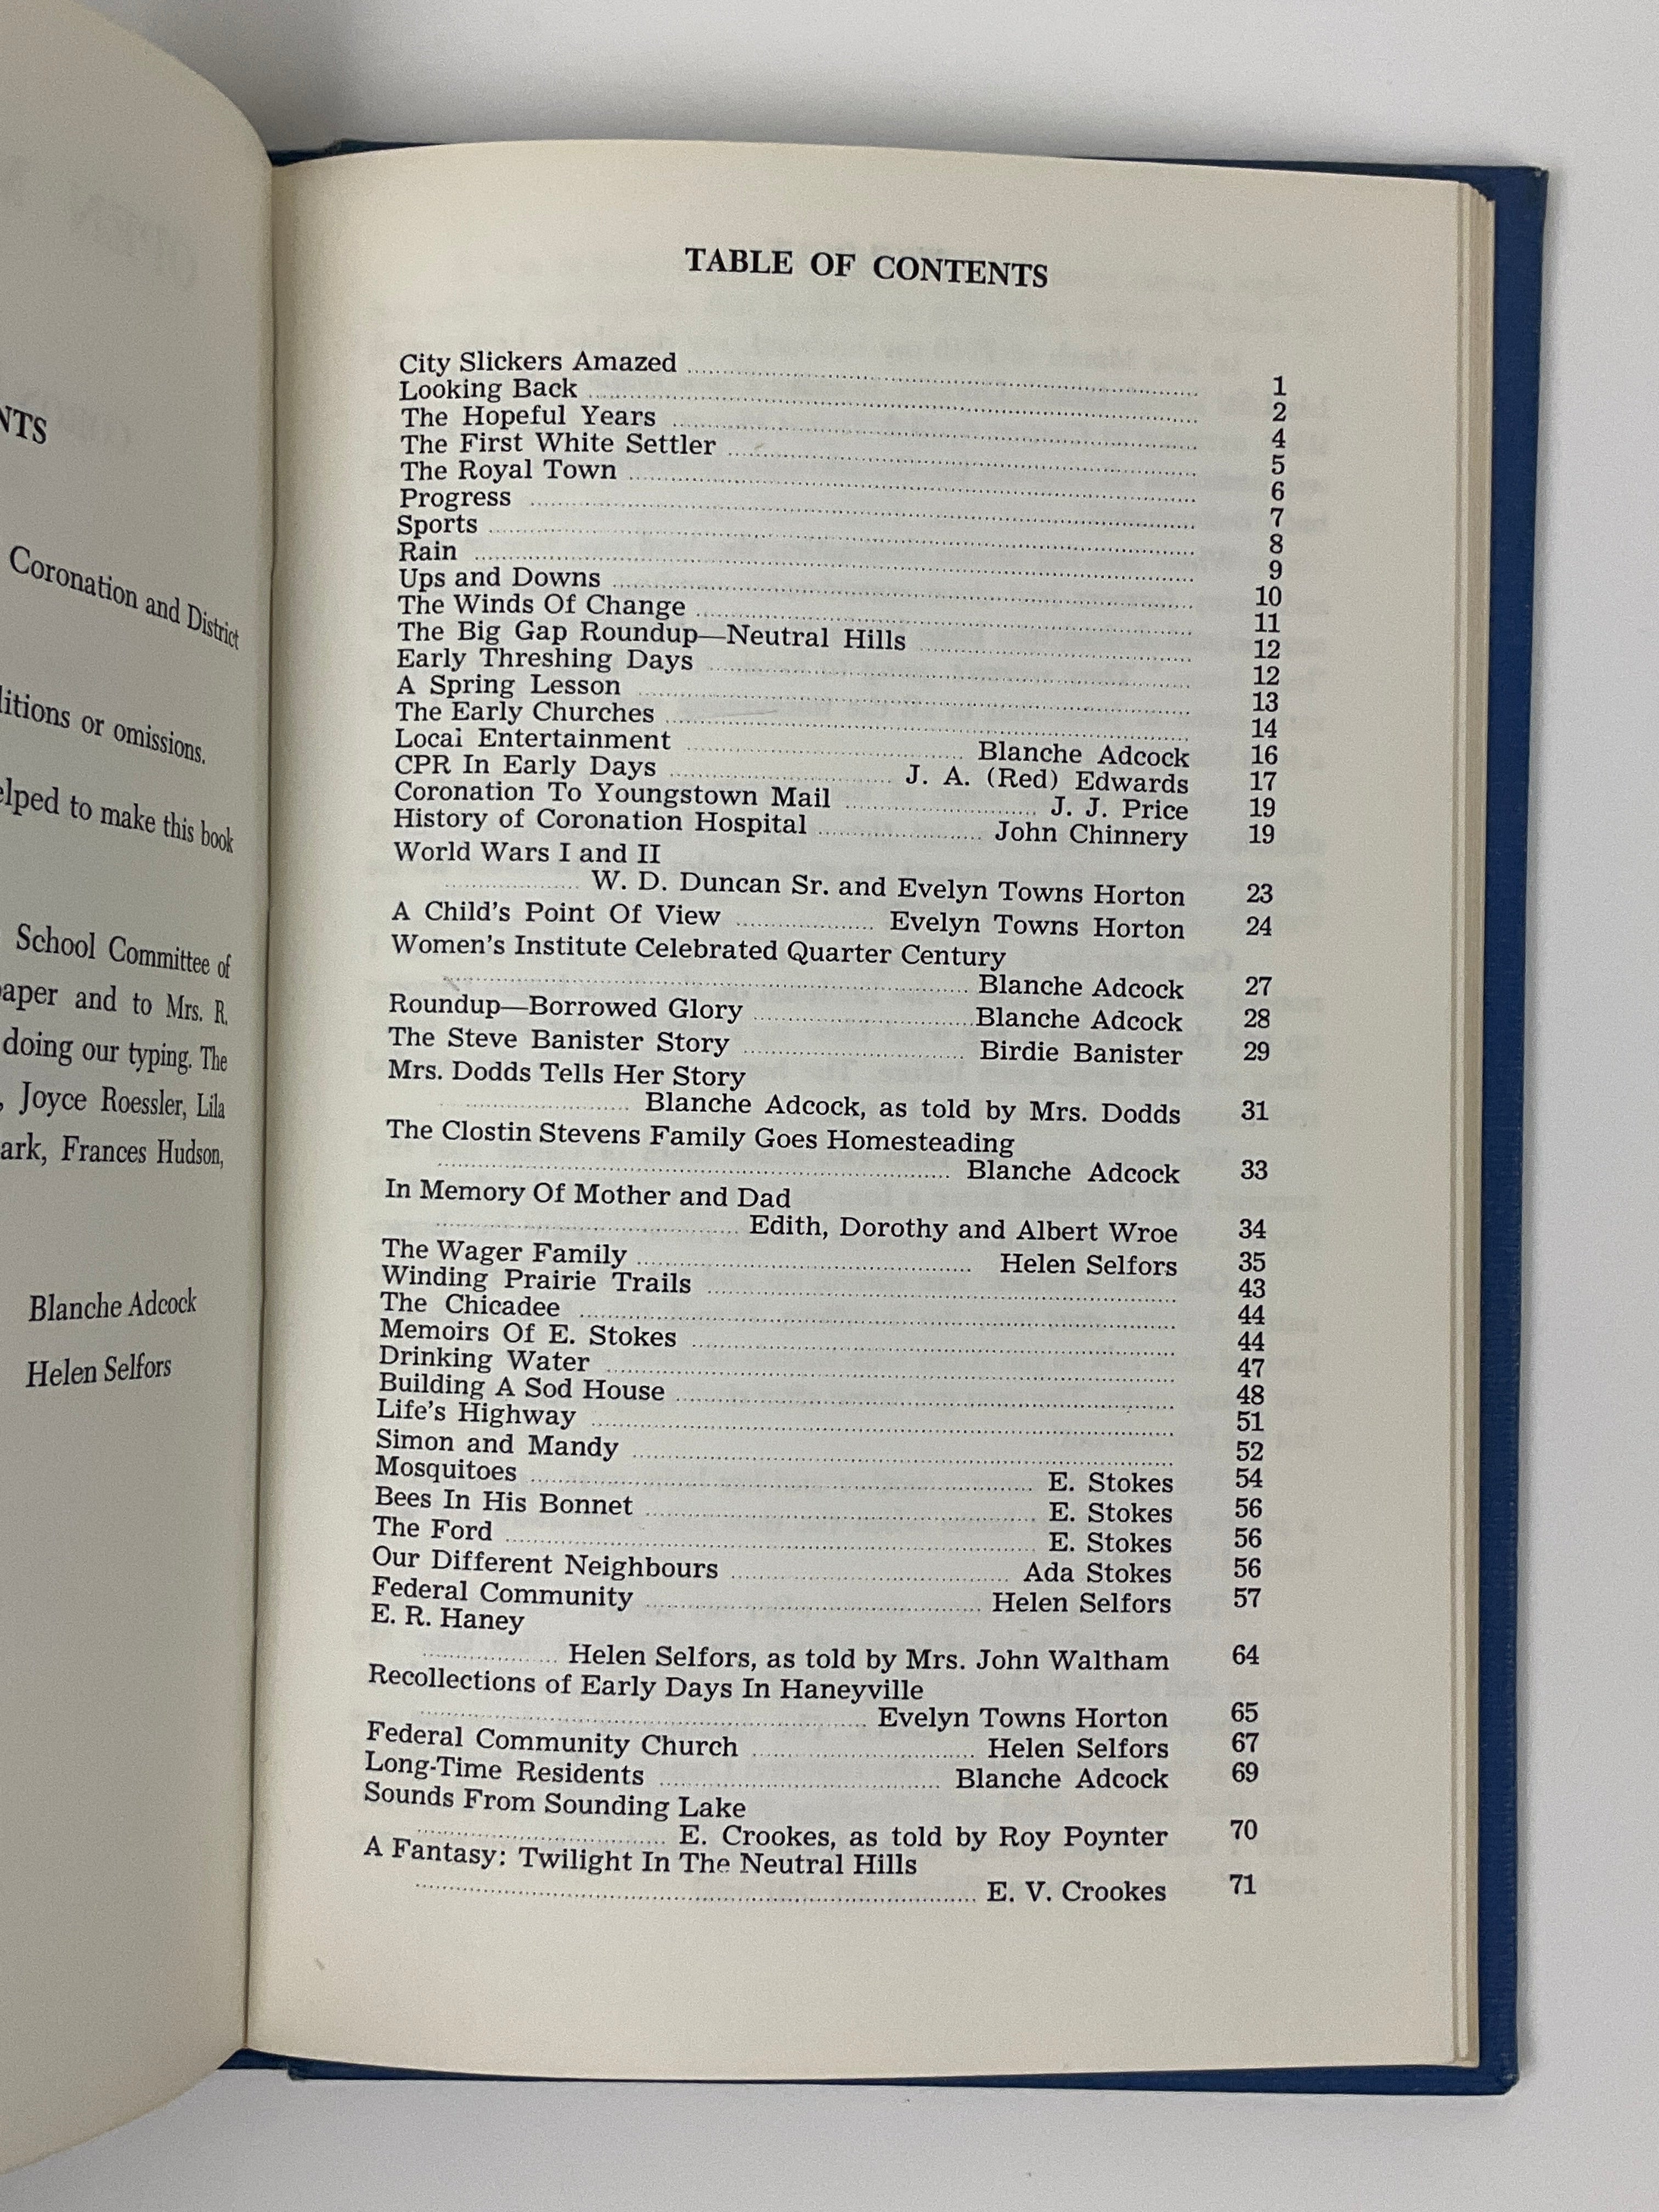 NTS
Coronation and District
litions or omissions.
elped to make this book
School Committee of
aper and to Mrs. R.
doing our typing. The
, Joyce Roessler, Lila
ark, Frances Hudson,
Blanche Adcock
Helen Selfors
TABLE OF CONTENTS
City Slickers Amazed ........ 1
Looking Back ........ 2
The Hopeful Years ........ 4
The First White Settler ........ 5
The Royal Town ........ 6
Progress ........ 7
Sports ........ 8
Rain ........ 9
Ups and Downs ........ 10
The Winds Of Change ........ 11
The Big Gap Roundup—Neutral Hills ........ 12
Early Threshing Days ........ 12
A Spring Lesson ........ 13
The Early Churches ........ 14
Local Entertainment ........ Blanche Adcock 16
CPR In Early Days ........ J. A. (Red) Edwards 17
Coronation To Youngstown Mail ........ J. J. Price 19
History of Coronation Hospital ........ John Chinnery 19
World Wars I and II
........ W. D. Duncan Sr. and Evelyn Towns Horton 23
A Child's Point Of View ........ Evelyn Towns Horton 24
Women's Institute Celebrated Quarter Century
........ Blanche Adcock 27
Roundup—Borrowed Glory ........ Blanche Adcock 28
The Steve Banister Story ........ Birdie Banister 29
Mrs. Dodds Tells Her Story
........ Blanche Adcock, as told by Mrs. Dodds 31
The Clostin Stevens Family Goes Homesteading
........ Blanche Adcock 33
In Memory Of Mother and Dad
........ Edith, Dorothy and Albert Wroe 34
The Wager Family ........ Helen Selfors 35
Winding Prairie Trails ........ 43
The Chicadee ........ 44
Memoirs Of E. Stokes ........ 44
Drinking Water ........ 47
Building A Sod House ........ 48
Life's Highway ........ 51
Simon and Mandy ........ 52
Mosquitoes ........ E. Stokes 54
Bees In His Bonnet ........ E. Stokes 56
The Ford ........ E. Stokes 56
Our Different Neighbours ........ Ada Stokes 56
Federal Community ........ Helen Selfors 57
E. R. Haney
........ Helen Selfors, as told by Mrs. John Waltham 64
Recollections of Early Days In Haneyville
........ Evelyn Towns Horton 65
Federal Community Church ........ Helen Selfors 67
Long-Time Residents ........ Blanche Adcock 69
Sounds From Sounding Lake
........ E. Crookes, as told by Roy Poynter 70
A Fantasy: Twilight In The Neutral Hills
........ E. V. Crookes 71